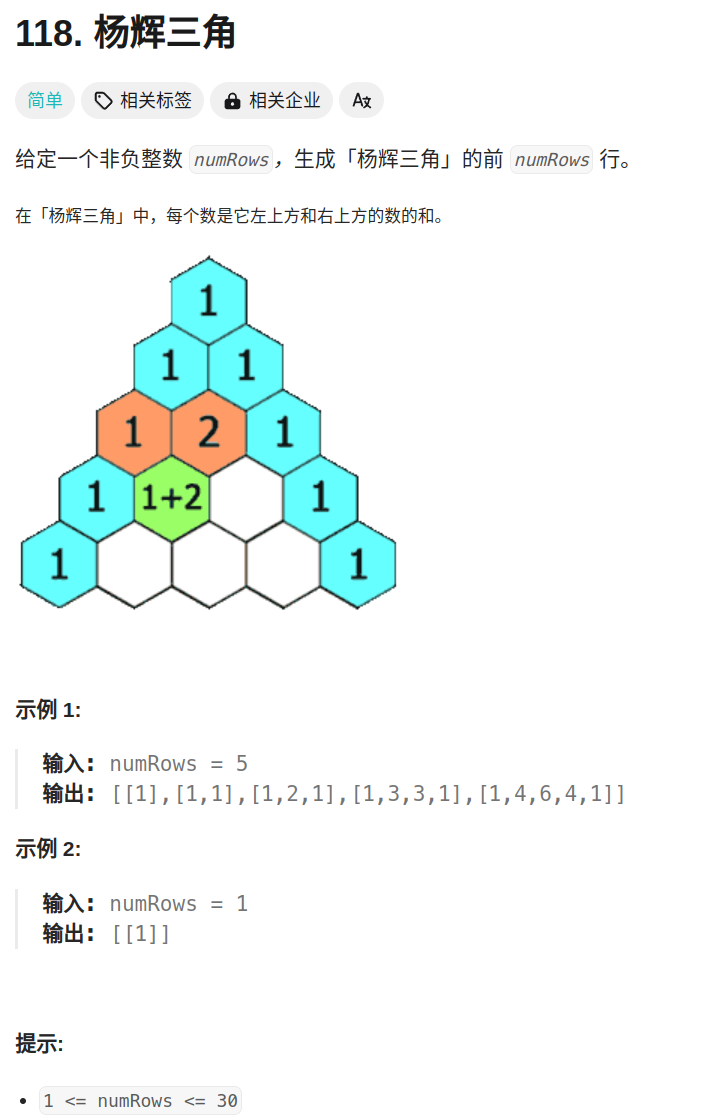 118. 杨辉三角
简单 相关标签 相关企业 A文
给定一个非负整数 numRows，生成「杨辉三角」的前 numRows 行。
在「杨辉三角」中，每个数是它左上方和右上方的数的和。
1
1 1
1 2 1
1 1+2 1
1 1
示例 1:
输入: numRows = 5
输出: [[1],[1,1],[1,2,1],[1,3,3,1],[1,4,6,4,1]]
示例 2:
输入: numRows = 1
输出: [[1]]
提示:
• 1 <= numRows <= 30